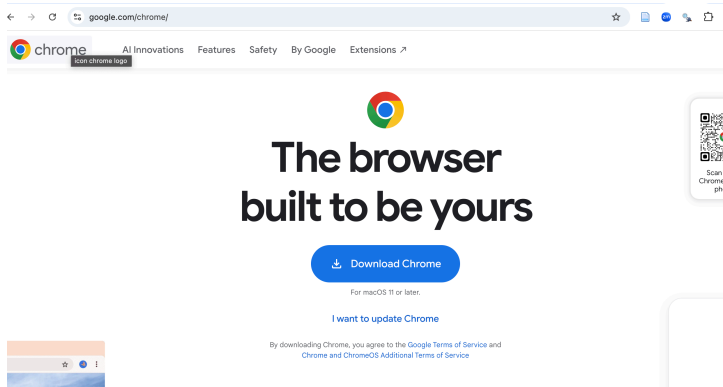 google.com/chrome/
chrome
AI Innovations Features Safety By Google Extensions ↗
icon chrome logo
The browser
built to be yours
Download Chrome
For macOS 11 or later.
I want to update Chrome
By downloading Chrome, you agree to the Google Terms of Service and
Chrome and ChromeOS Additional Terms of Service
Scan
Chrome